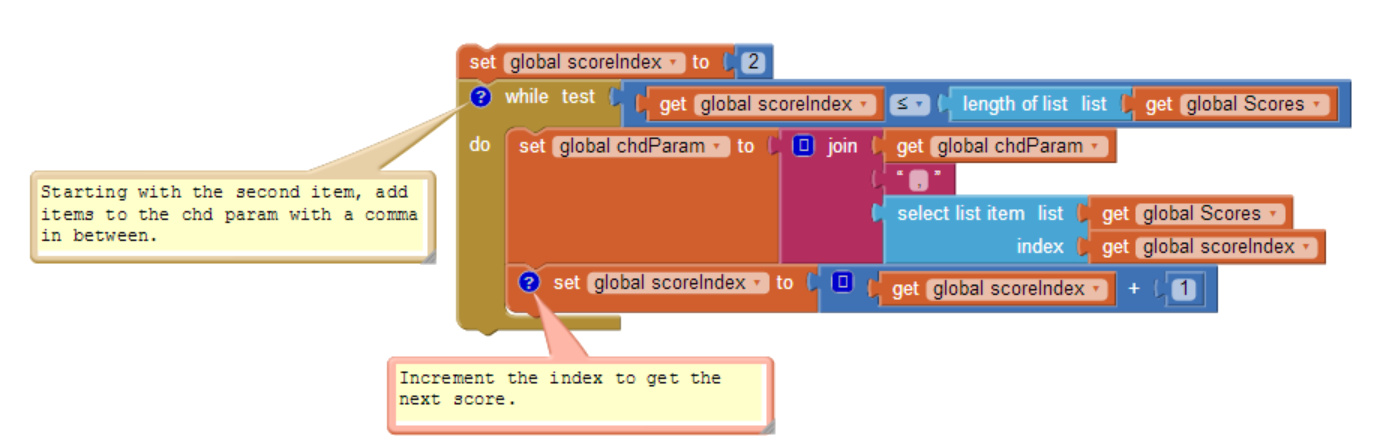 set global scoreIndex to 2
while test get global scoreIndex ≤ length of list list get global Scores
do set global chdParam to join get global chdParam
“ , ”
select list item list get global Scores
index get global scoreIndex
set global scoreIndex to get global scoreIndex + 1
Starting with the second item, add
items to the chd param with a comma
in between.
Increment the index to get the
next score.